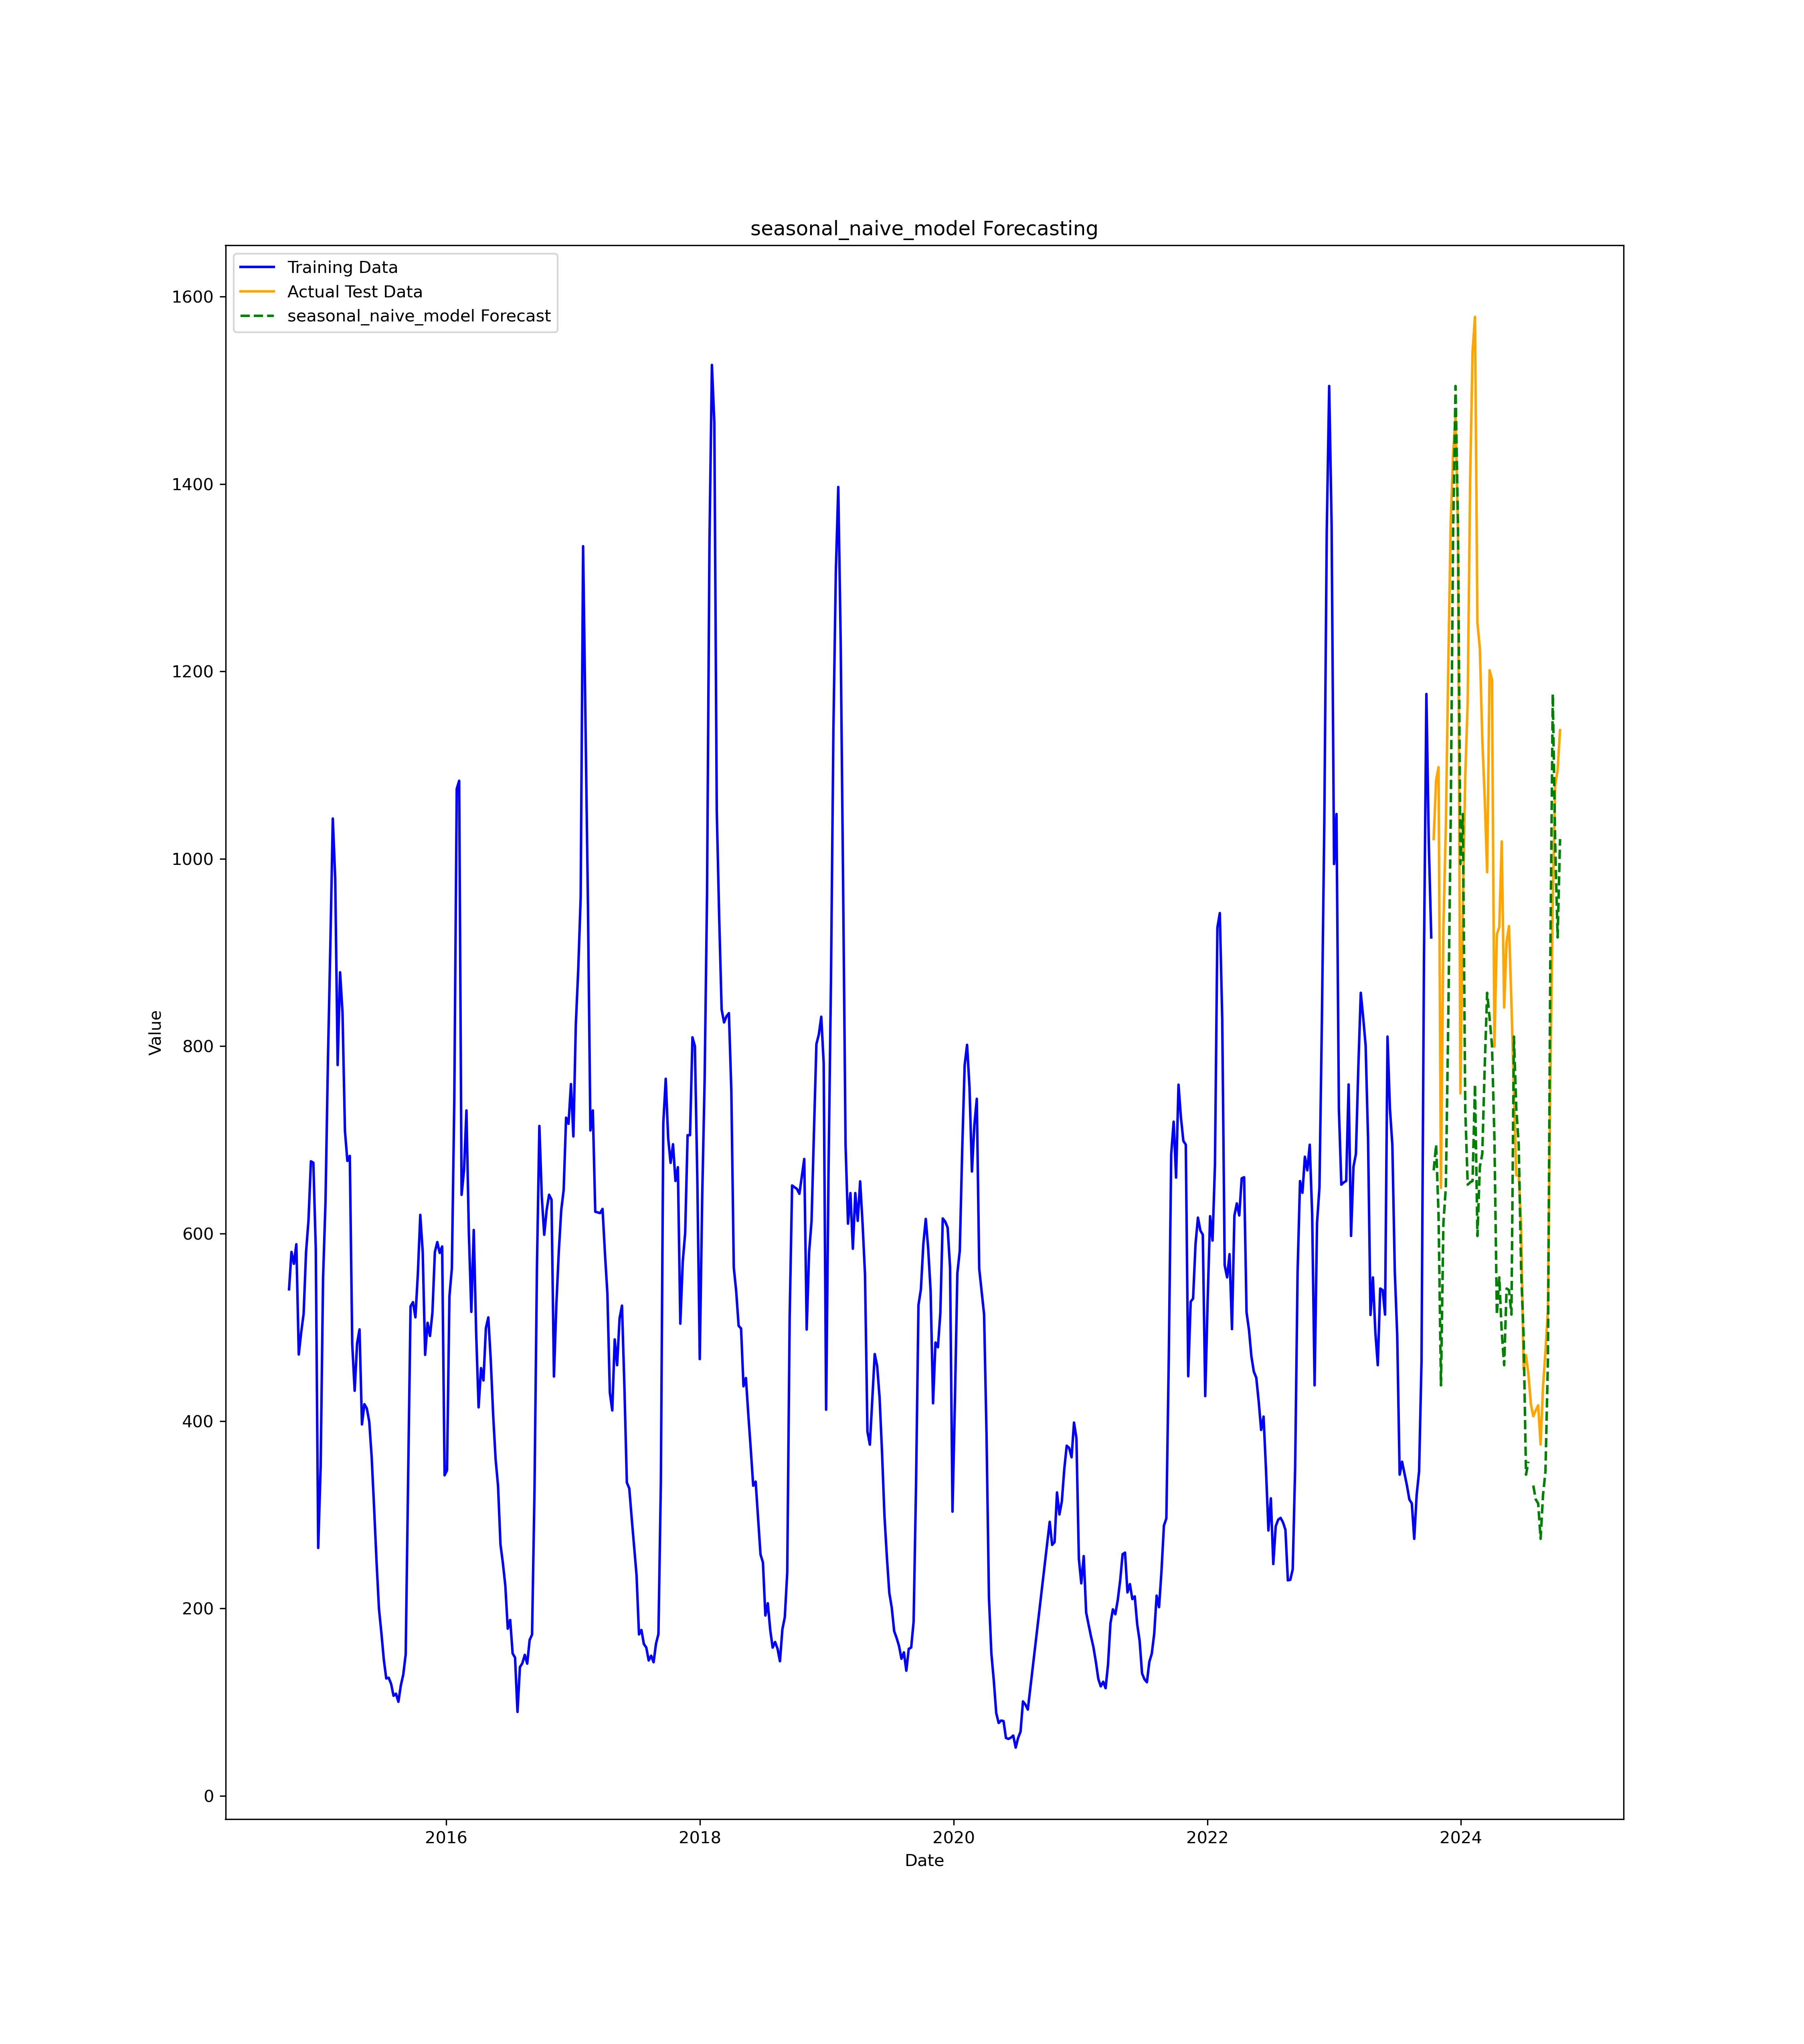 seasonal_naive_model Forecasting
Training Data
Actual Test Data
seasonal_naive_model Forecast
1600
1400
1200
1000
800
600
400
200
0
Value
2016 2018 2020 2022 2024
Date